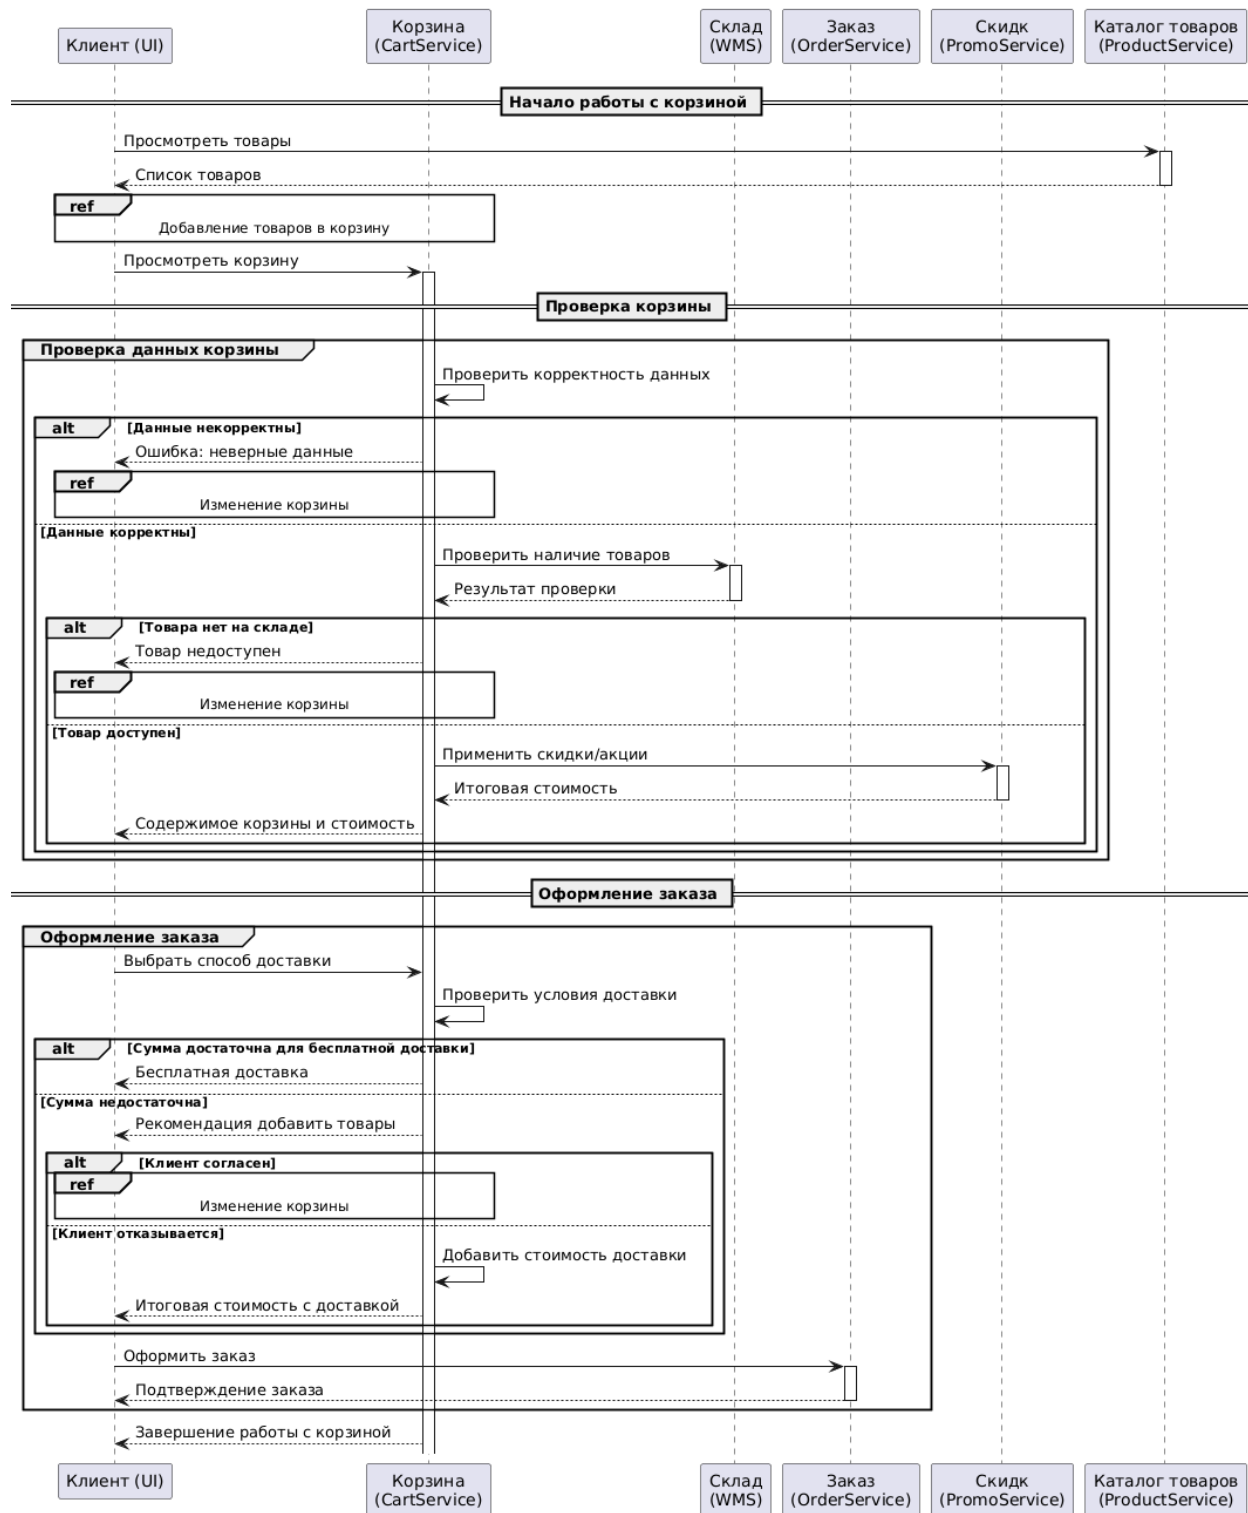 Клиент (UI)
Корзина
(CartService)
Склад
(WMS)
Заказ
(OrderService)
Скидк
(PromoService)
Каталог товаров
(ProductService)
Начало работы с корзиной
Просмотреть товары
Список товаров
ref
Добавление товаров в корзину
Просмотреть корзину
Проверка корзины
Проверка данных корзины
Проверить корректность данных
alt [Данные некорректны]
Ошибка: неверные данные
ref
Изменение корзины
[Данные корректны]
Проверить наличие товаров
Результат проверки
alt [Товара нет на складе]
Товар недоступен
ref
Изменение корзины
[Товар доступен]
Применить скидки/акции
Итоговая стоимость
Содержимое корзины и стоимость
Оформление заказа
Оформление заказа
Выбрать способ доставки
Проверить условия доставки
alt [Сумма достаточна для бесплатной доставки]
Бесплатная доставка
[Сумма недостаточна]
Рекомендация добавить товары
alt [Клиент согласен]
ref
Изменение корзины
[Клиент отказывается]
Добавить стоимость доставки
Итоговая стоимость с доставкой
Оформить заказ
Подтверждение заказа
Завершение работы с корзиной
Клиент (UI)
Корзина
(CartService)
Склад
(WMS)
Заказ
(OrderService)
Скидк
(PromoService)
Каталог товаров
(ProductService)